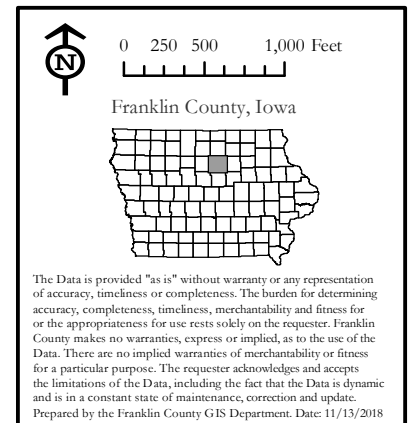 N
0 250 500 1,000 Feet
Franklin County, Iowa
The Data is provided "as is" without warranty or any representation
of accuracy, timeliness or completeness. The burden for determining
accuracy, completeness, timeliness, merchantability and fitness for
or the appropriateness for use rests solely on the requester. Franklin
County makes no warranties, express or implied, as to the use of the
Data. There are no implied warranties of merchantability or fitness
for a particular purpose. The requester acknowledges and accepts
the limitations of the Data, including the fact that the Data is dynamic
and is in a constant state of maintenance, correction and update.
Prepared by the Franklin County GIS Department. Date: 11/13/2018